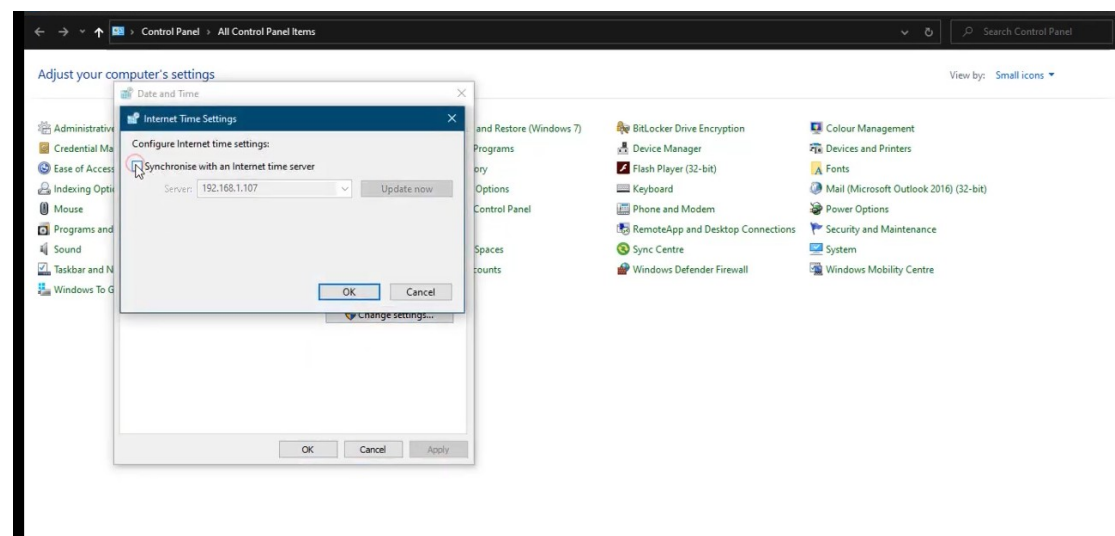 Control Panel › All Control Panel Items
Search Control Panel
Adjust your computer's settings
View by: Small icons
Date and Time
Internet Time Settings
Configure Internet time settings:
Synchronise with an Internet time server
Server: 192.168.1.107 Update now
OK Cancel
Change settings...
OK Cancel Apply
Administrative
Credential Ma
Ease of Access
Indexing Opti
Mouse
Programs and
Sound
Taskbar and N
Windows To G
and Restore (Windows 7)
Programs
ory
Options
Control Panel
Spaces
counts
BitLocker Drive Encryption
Device Manager
Flash Player (32-bit)
Keyboard
Phone and Modem
RemoteApp and Desktop Connections
Sync Centre
Windows Defender Firewall
Colour Management
Devices and Printers
Fonts
Mail (Microsoft Outlook 2016) (32-bit)
Power Options
Security and Maintenance
System
Windows Mobility Centre